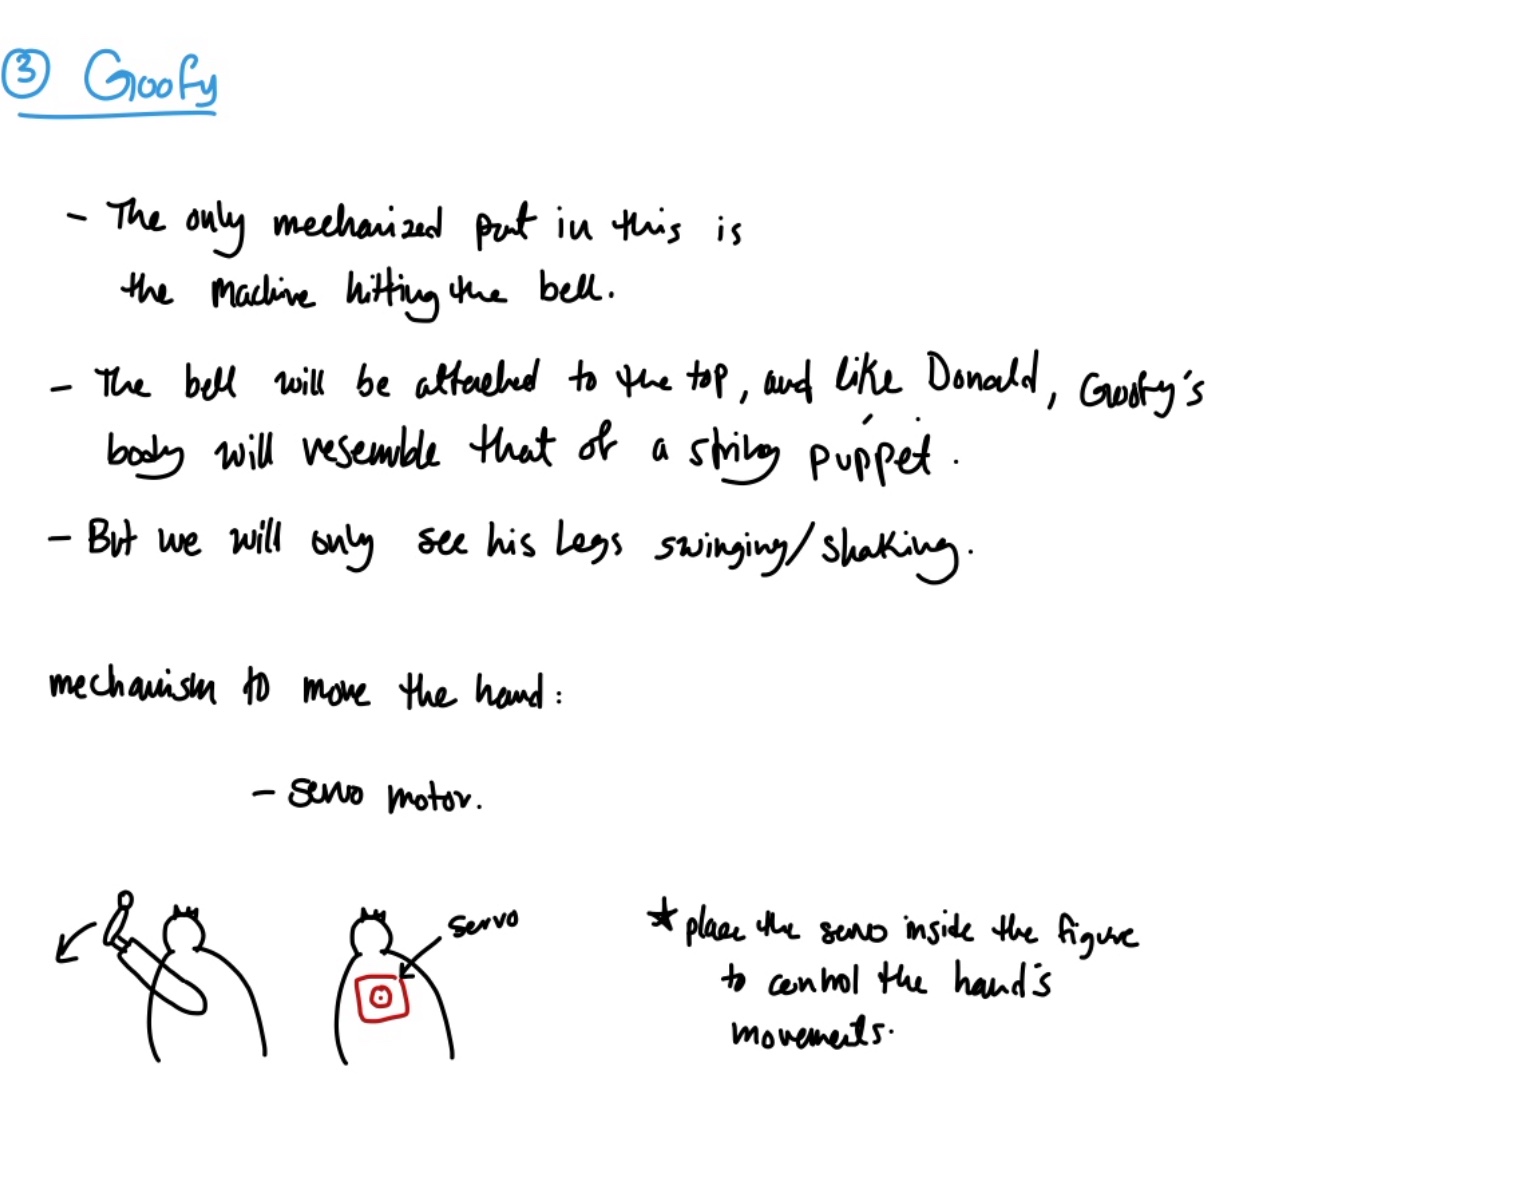 ③ Goofy
- The only mechanized part in this is
the machine hitting the bell.
- The bell will be attached to the top, and like Donald, Goofy's
body will resemble that of a string puppet.
- But we will only see his legs swinging/shaking.
mechanism to move the hand:
- servo motor.
servo
* place the servo inside the figure
to control the hand's
movements.